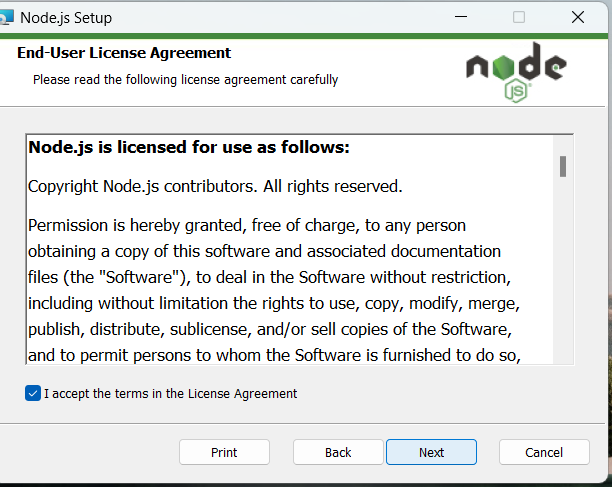 Node.js Setup
End-User License Agreement
Please read the following license agreement carefully
node
JS
Node.js is licensed for use as follows:
Copyright Node.js contributors. All rights reserved.
Permission is hereby granted, free of charge, to any person
obtaining a copy of this software and associated documentation
files (the "Software"), to deal in the Software without restriction,
including without limitation the rights to use, copy, modify, merge,
publish, distribute, sublicense, and/or sell copies of the Software,
and to permit persons to whom the Software is furnished to do so,
I accept the terms in the License Agreement
Print
Back
Next
Cancel